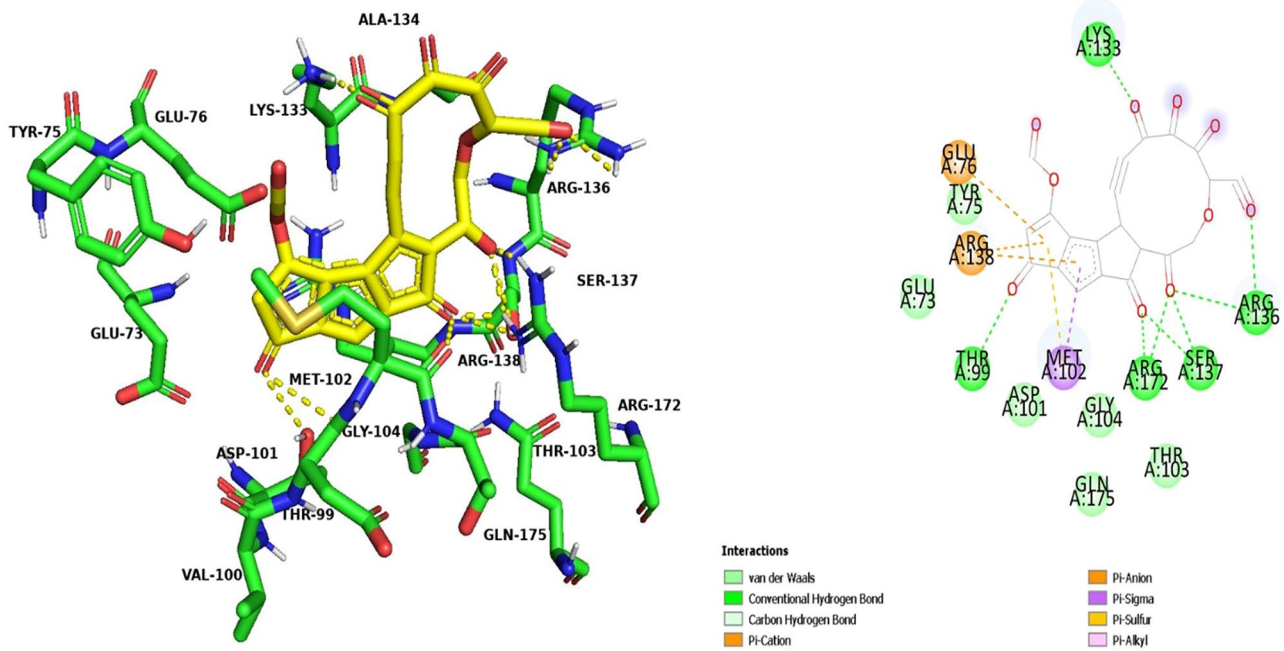 ALA-134
LYS-133
GLU-76
TYR-75
ARG-136
SER-137
GLU-73
ARG-138
MET-102
ARG-172
GLY-104
THR-103
ASP-101
THR-99
GLN-175
VAL-100
LYS
A:133
O
O
O
O
GLU
A:76
TYR
A:75
O
O
O
ARG
A:138
GLU
A:73
O
O
O
ARG
A:136
THR
A:99
MET
A:102
ARG
A:172
SER
A:137
ASP
A:101
GLY
A:104
THR
A:103
GLN
A:175
Interactions
van der Waals
Conventional Hydrogen Bond
Carbon Hydrogen Bond
Pi-Cation
Pi-Anion
Pi-Sigma
Pi-Sulfur
Pi-Alkyl